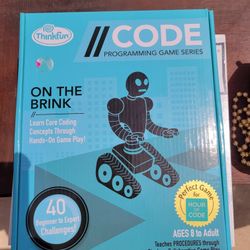 ThinkFun
//CODE
PROGRAMMING GAME SERIES
ON THE
BRINK
Learn Core Coding
Concepts Through
Hands-On Game Play!
40
Beginner to Expert
Challenges!
Perfect Game
for
HOUR
OF
CODE
AGES 8 to Adult
Teaches PROCEDURES through